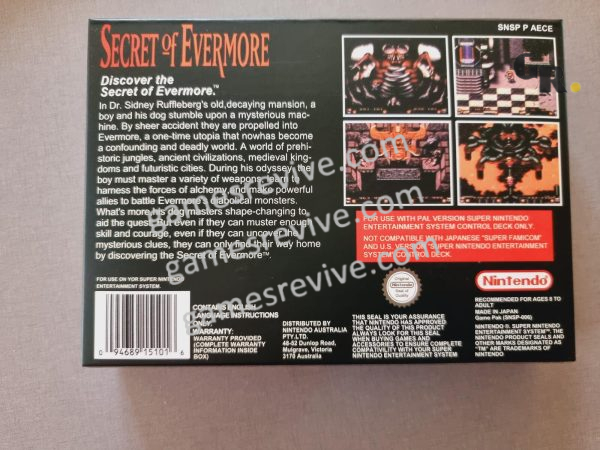 SNSP P AECE
SECRET OF EVERMORE
Discover the
Secret of Evermore.™
In Dr. Sidney Ruffleberg's old,decaying mansion, a
boy and his dog stumble upon a mysterious mac-
hine. By sheer accident they are propelled into
Evermore, a one-time utopia that nowhas become
a confounding and deadly world. A world of pre-
historic jungles, ancient civilizations, medieval king-
doms and futuristic cities. During his odyssey, the
boy must master a variety of weapons, learn to
harness the forces of alchemy, and powerful
allies to battle Evermore's diabolical monsters.
What's more his dog masters shape-changing to
aid the quest. But even if they can muster enough
skill and courage, even if they can uncover the
mysterious clues, they can only find their way home
by discovering the Secret of Evermore™.
FOR USE WITH PAL VERSION SUPER NINTENDO
ENTERTAINMENT SYSTEM CONTROL DECK ONLY.
NOT COMPATIBLE WITH JAPANESE "SUPER FAMICOM"
AND U.S. VERSION SUPER NINTENDO ENTERTAINMENT
SYSTEM CONTROL DECK.
FOR USE ON YOR SUPER NINTENDO
ENTERTAINMENT SYSTEM.
0 94689 15101 6
CONTAINS ENGLISH
LANGUAGE INSTRUCTIONS
ONLY.
WARRANTY:
WARRANTY PROVIDED
(COMPLETE WARRANTY
INFORMATION INSIDE
BOX)
DISTRIBUTED BY
NINTENDO AUSTRALIA
PTY.LTD.
48-62 Dunlop Road,
Mulgrave, Victoria
3170 Australia
Original
Nintendo
Seal of
Quality
THIS SEAL IS YOUR ASSURANCE
THAT NINTENDO HAS APPROVED
THE QUALITY OF THIS PRODUCT
ALWAYS LOOK FOR THIS SEAL
WHEN BUYING GAMES AND
ACCESSORIES TO ENSURE COMPLETE
COMPATIBILITY WITH YOUR SUPER
NINTENDO ENTERTAINMENT SYSTEM.
Nintendo
RECOMMENDED FOR AGES 8 TO
ADULT
MADE IN JAPAN
Game Pak (SNSP-006)
NINTENDO ®, SUPER NINTENDO
ENTERTAINMENT SYSTEM™, THE
NINTENDO PRODUCT SEALS AND
OTHER MARKS DESIGNATED AS
"TM" ARE TRADEMARKS OF
NINTENDO.
gamesrevive.com
gamesrevive.com
gamesrevive.com